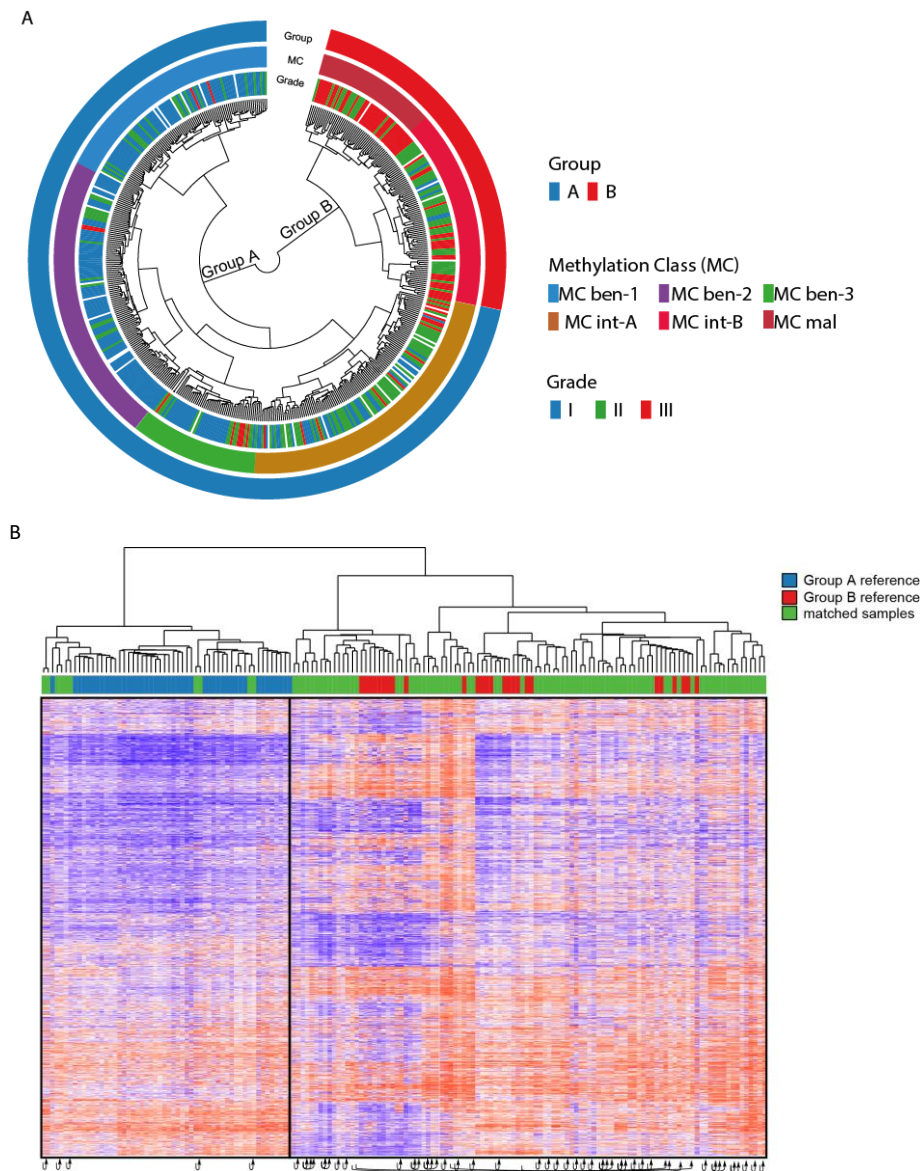 A
Group
MC
Grade
Group B
Group A
Group
A B
Methylation Class (MC)
MC ben-1 MC ben-2 MC ben-3
MC int-A MC int-B MC mal
Grade
I II III
B
Group A reference
Group B reference
matched samples